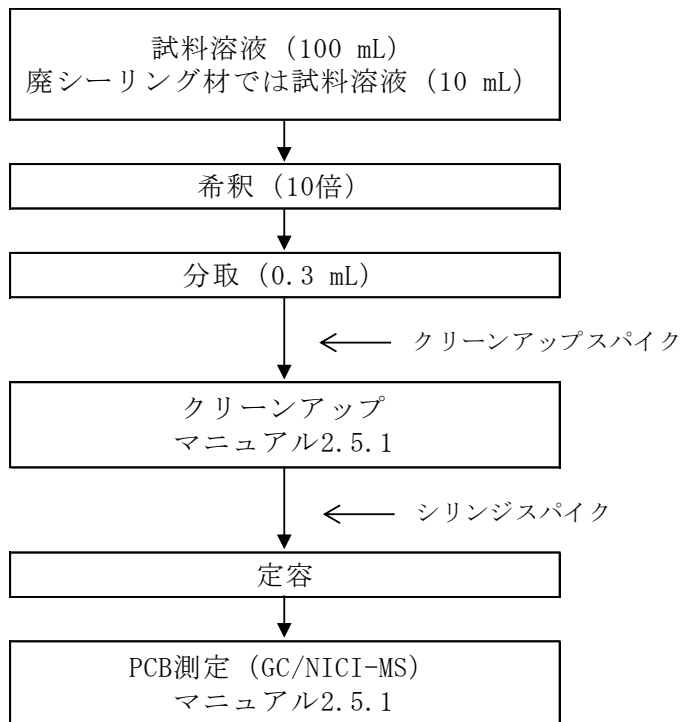 試料溶液 (100 mL)
廃シーリング材では試料溶液 (10 mL)
希釈 (10倍)
分取 (0.3 mL)
クリーンアップスパイク
クリーンアップ
マニュアル2.5.1
シリンジスパイク
定容
PCB測定 (GC/NICI-MS)
マニュアル2.5.1